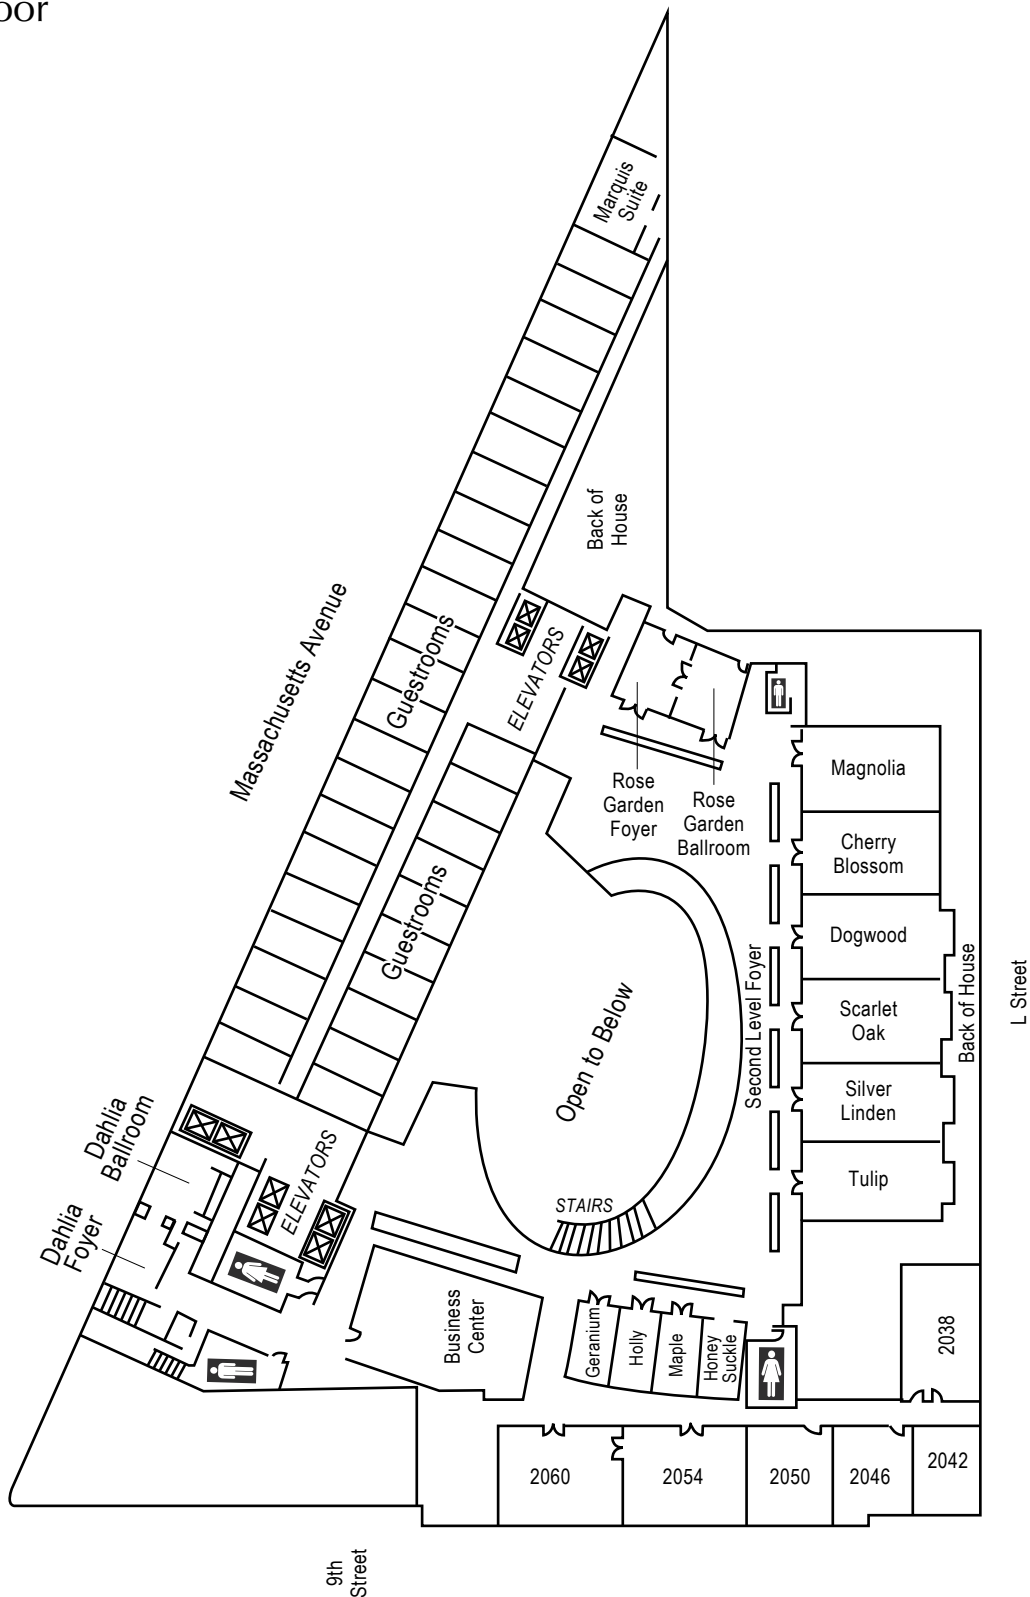 oor
Marquis
Suite
Back of
House
Massachusetts Avenue
Guestrooms
ELEVATORS
Rose
Garden
Foyer
Rose
Garden
Ballroom
Magnolia
Cherry
Blossom
Guestrooms
Dogwood
Second Level Foyer
Back of House
L Street
Scarlet
Oak
Open to Below
Silver
Linden
Dahlia
Ballroom
ELEVATORS
Tulip
STAIRS
Dahlia
Foyer
Business
Center
Geranium
Holly
Maple
Honey
Suckle
2038
2060
2054
2050
2046
2042
9th
Street